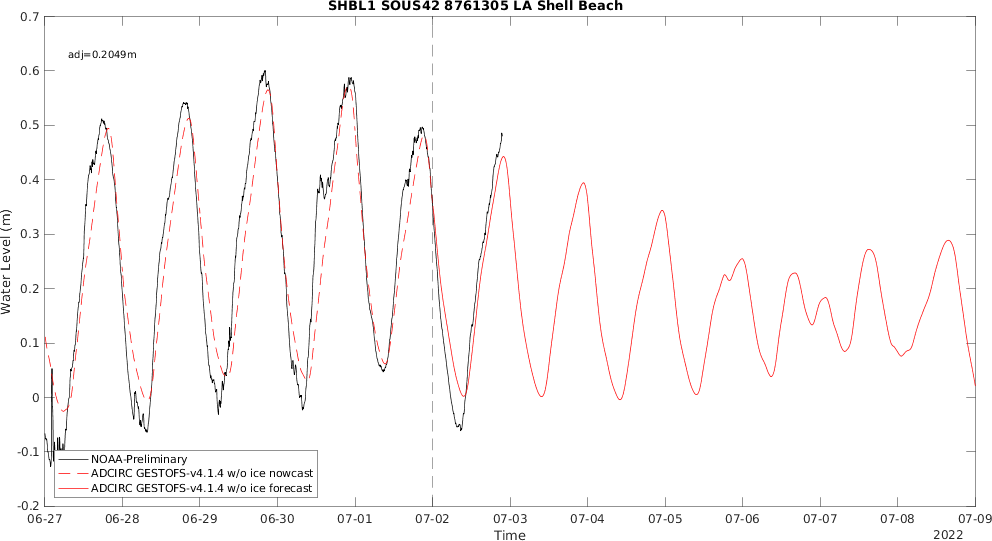 SHBL1 SOUS42 8761305 LA Shell Beach
adj=0.2049m
Water Level (m)
0.7
0.6
0.5
0.4
0.3
0.2
0.1
0
-0.1
-0.2
NOAA-Preliminary
ADCIRC GESTOFS-v4.1.4 w/o ice nowcast
ADCIRC GESTOFS-v4.1.4 w/o ice forecast
06-27 06-28 06-29 06-30 07-01 07-02 07-03 07-04 07-05 07-06 07-07 07-08 07-09
Time
2022